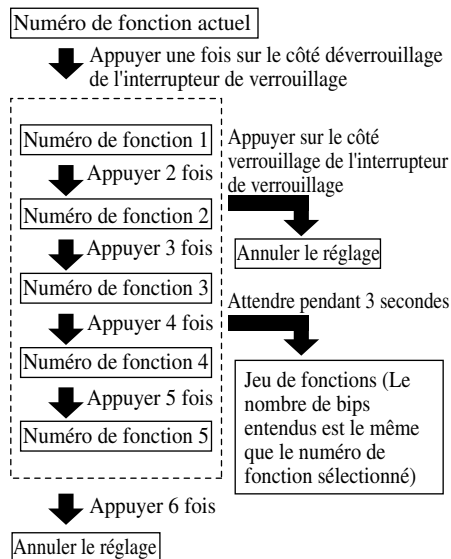 Numéro de fonction actuel
Appuyer une fois sur le côté déverrouillage
de l'interrupteur de verrouillage
Numéro de fonction 1
Appuyer 2 fois
Numéro de fonction 2
Appuyer 3 fois
Numéro de fonction 3
Appuyer 4 fois
Numéro de fonction 4
Appuyer 5 fois
Numéro de fonction 5
Appuyer sur le côté
verrouillage de l'interrupteur
de verrouillage
Annuler le réglage
Attendre pendant 3 secondes
Jeu de fonctions (Le
nombre de bips
entendus est le même
que le numéro de
fonction sélectionné)
Appuyer 6 fois
Annuler le réglage